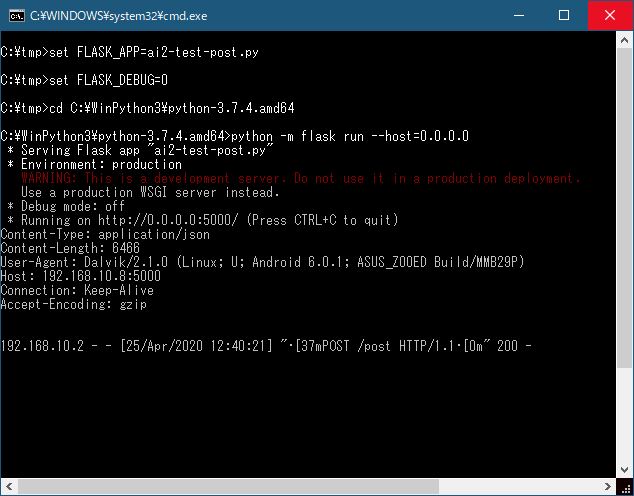 C:¥WINDOWS¥system32¥cmd.exe
C:¥tmp>set FLASK_APP=ai2-test-post.py
C:¥tmp>set FLASK_DEBUG=0
C:¥tmp>cd C:¥WinPython3¥python-3.7.4.amd64
C:¥WinPython3¥python-3.7.4.amd64>python -m flask run --host=0.0.0.0
* Serving Flask app "ai2-test-post.py"
* Environment: production
WARNING: This is a development server. Do not use it in a production deployment.
Use a production WSGI server instead.
* Debug mode: off
* Running on http://0.0.0.0:5000/ (Press CTRL+C to quit)
Content-Type: application/json
Content-Length: 6466
User-Agent: Dalvik/2.1.0 (Linux; U; Android 6.0.1; ASUS_Z00ED Build/MMB29P)
Host: 192.168.10.8:5000
Connection: Keep-Alive
Accept-Encoding: gzip
192.168.10.2 - - [25/Apr/2020 12:40:21] "·[37mPOST /post HTTP/1.1·[0m" 200 -